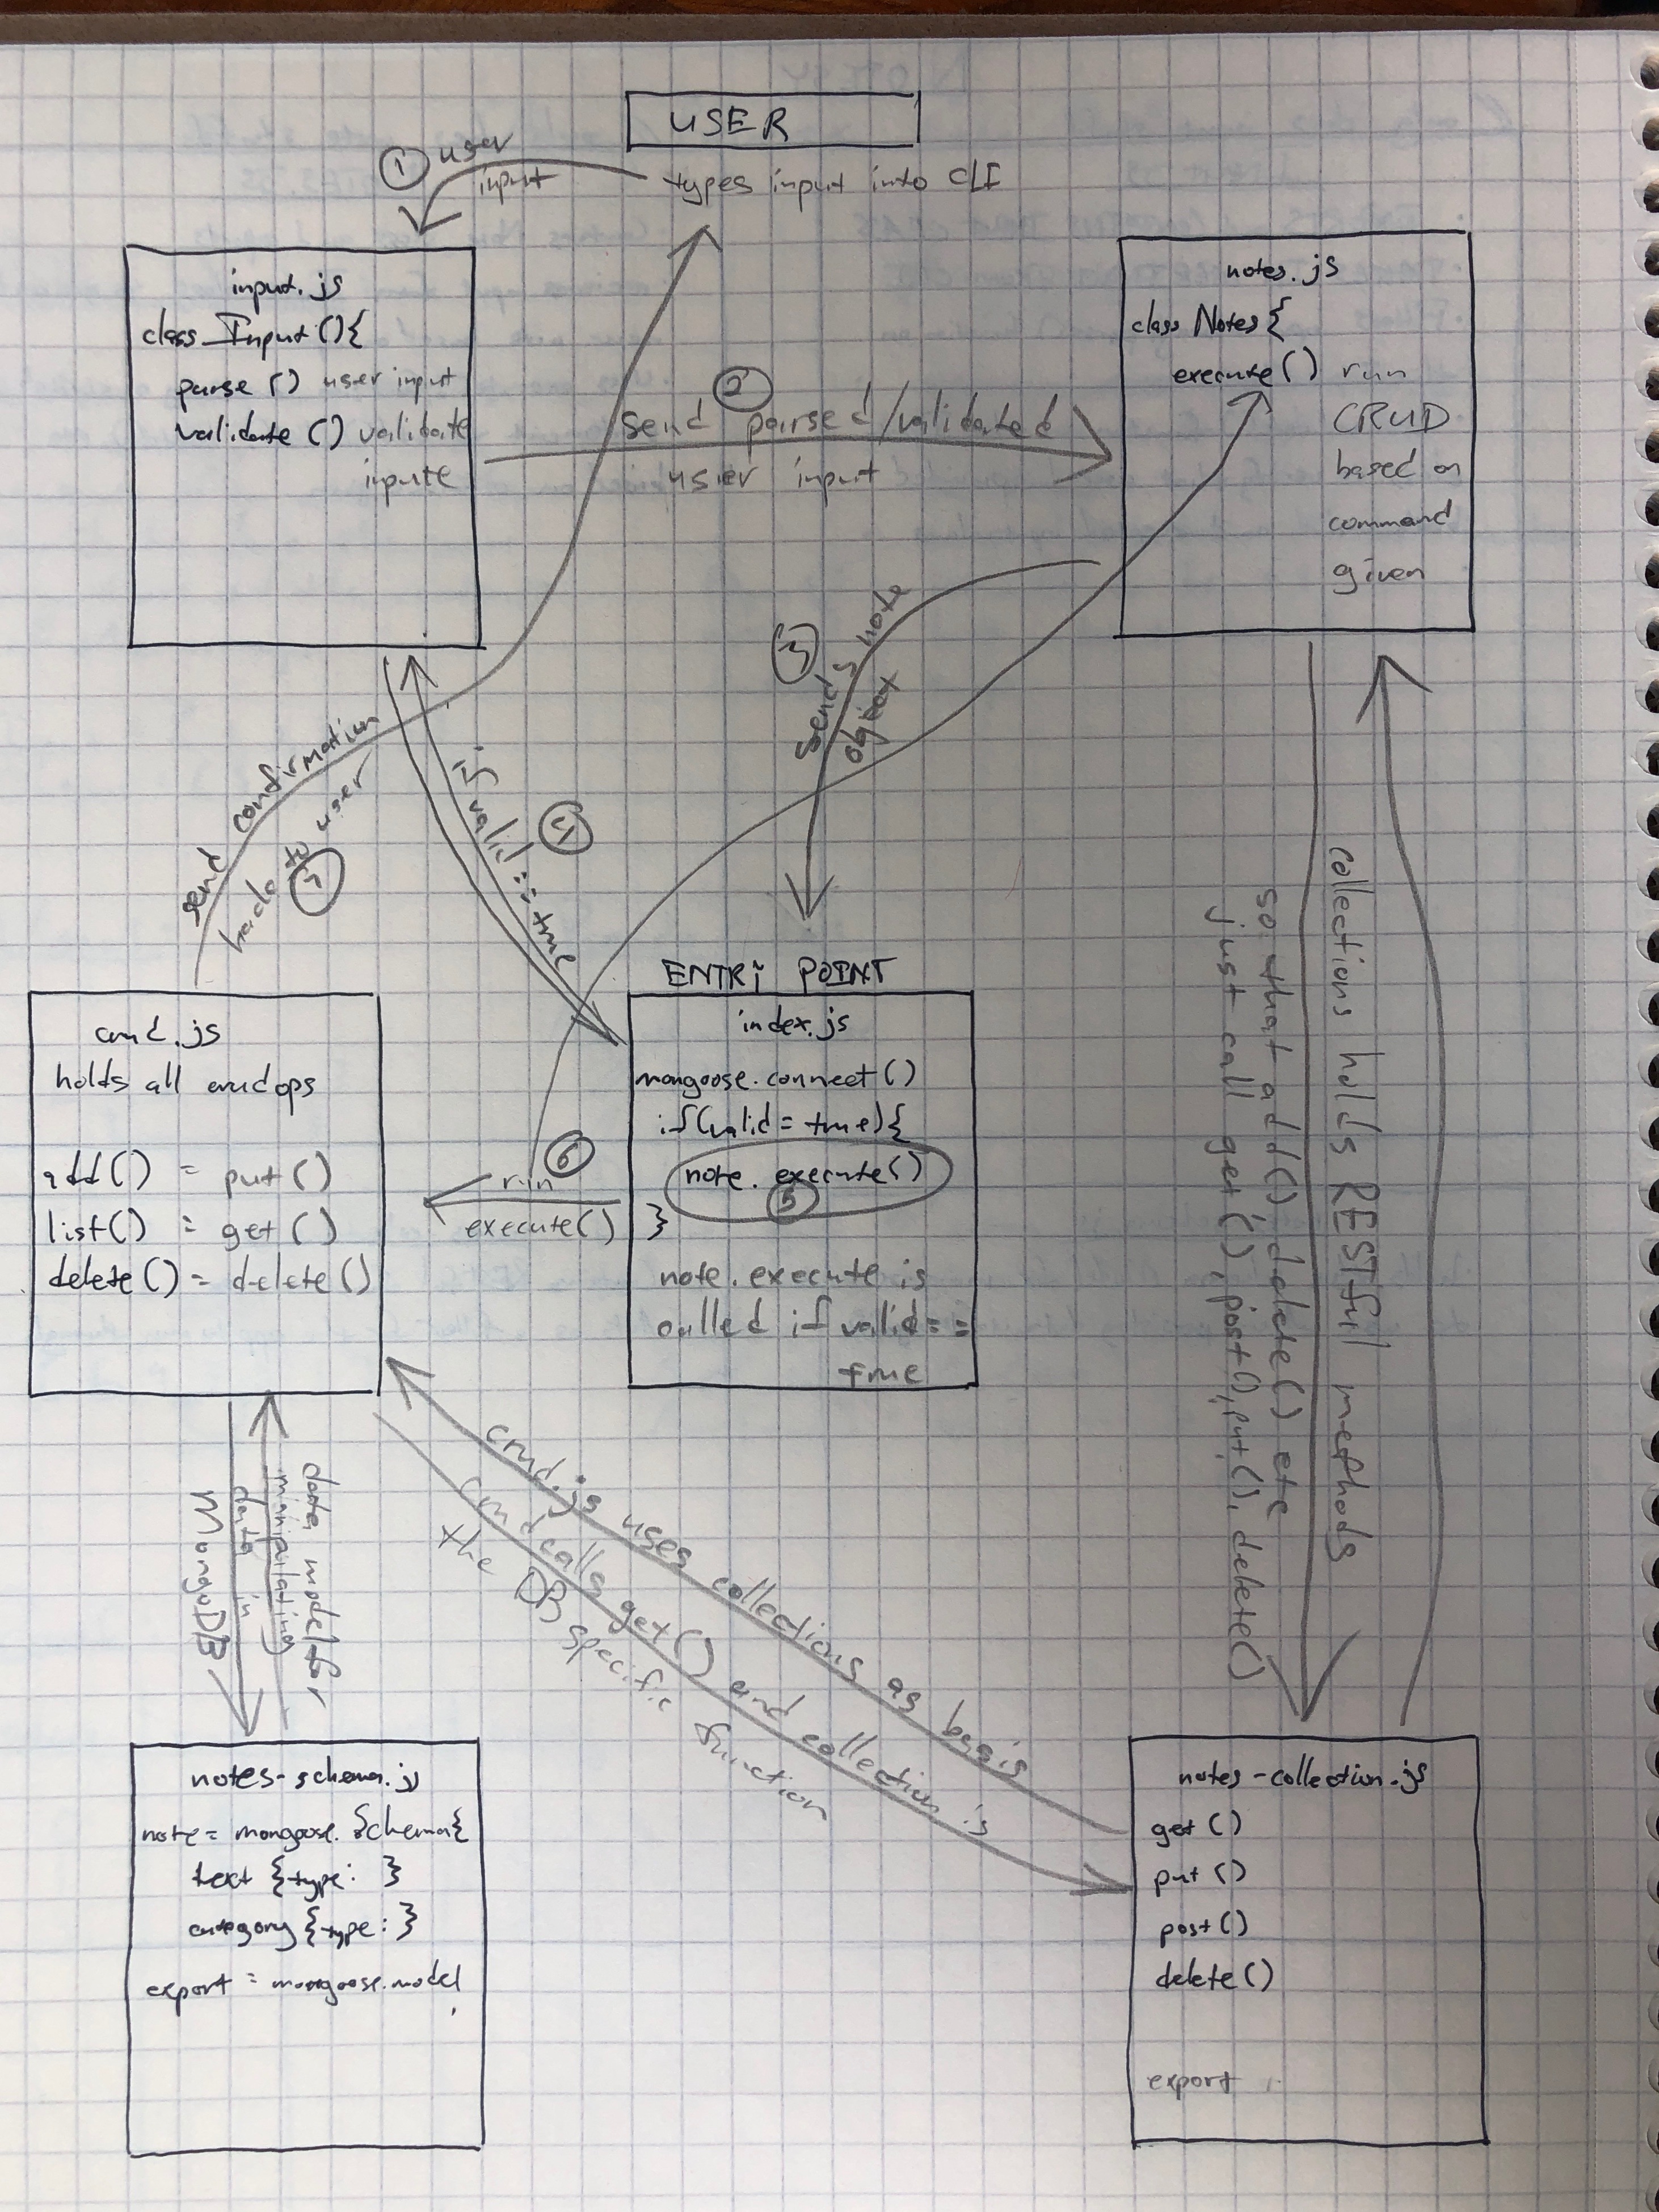 USER
types input into CLI
① user
input
input.js
class Input(){
parse() user input
validate() validate
inpute
②
send parsed/validated
user input
notes.js
class Notes{
execute() run
CRUD
based on
command
given
③
sends note
object
④
if valid == true
send confirmation
back to user
⑦
ENTRY POINT
index.js
mongoose.connect()
if(valid = true){
note.execute()
⑤
}
note.execute is
called if valid ==
true
⑥
run
execute()
crud.js
holds all crudops
add() = put()
list() = get()
delete() = delete()
collections holds RESTful methods
so that add(), delete() etc
just call get(), post(), put(), delete()
data model for
manipulating
data in
MongoDB
crud.js uses collections as basis
crud calls get() and collection is
the DB specific function
notes-schema.js
note = mongoose.Schema{
text {type: }
category {type: }
export = mongoose.model
notes-collection.js
get()
put()
post()
delete()
export